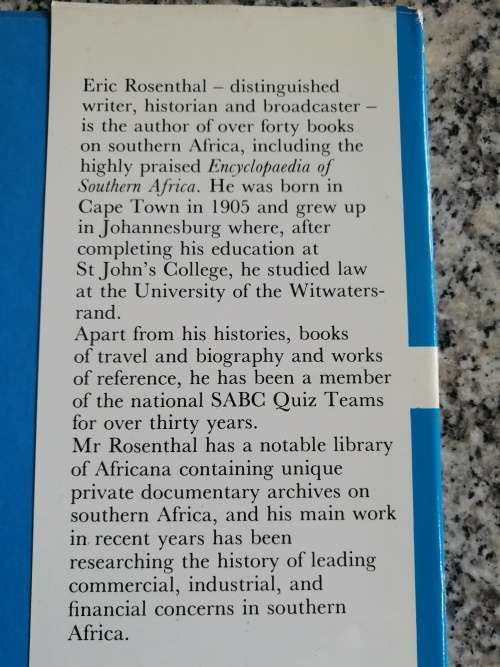 Eric Rosenthal – distinguished
writer, historian and broadcaster –
is the author of over forty books
on southern Africa, including the
highly praised Encyclopaedia of
Southern Africa. He was born in
Cape Town in 1905 and grew up
in Johannesburg where, after
completing his education at
St John's College, he studied law
at the University of the Witwaters-
rand.
Apart from his histories, books
of travel and biography and works
of reference, he has been a member
of the national SABC Quiz Teams
for over thirty years.
Mr Rosenthal has a notable library
of Africana containing unique
private documentary archives on
southern Africa, and his main work
in recent years has been
researching the history of leading
commercial, industrial, and
financial concerns in southern
Africa.